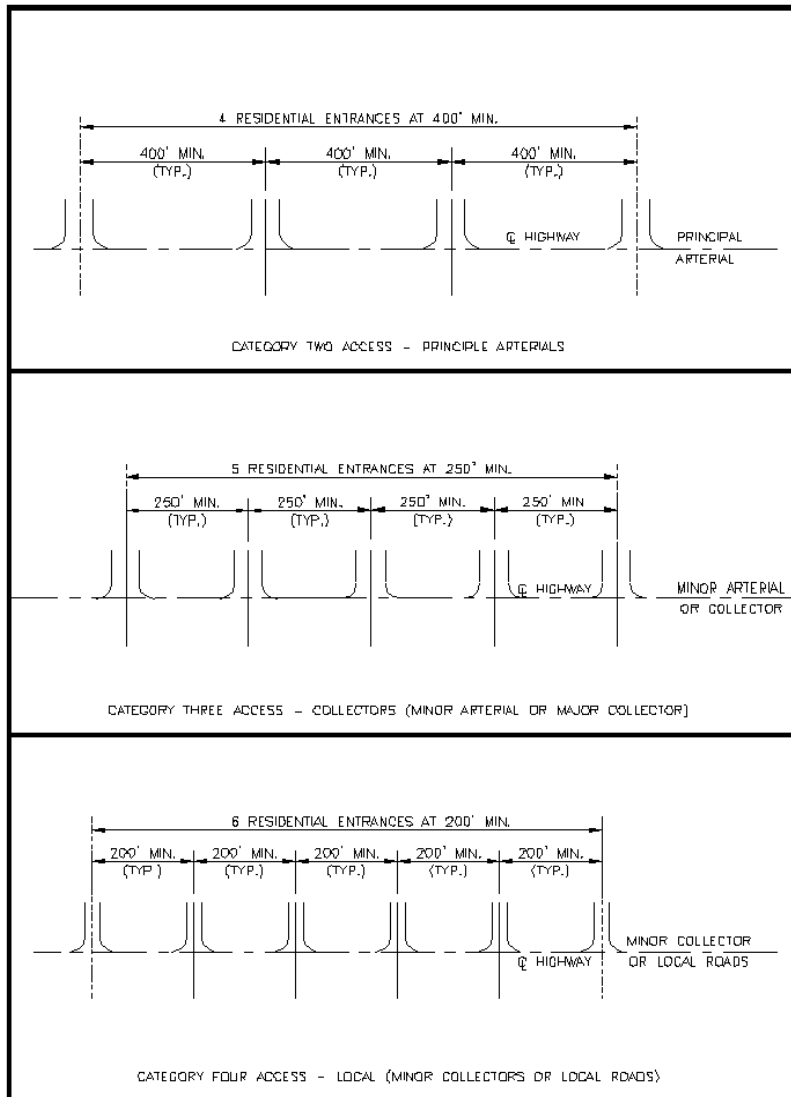 4 RESIDENTIAL ENTRANCES AT 400' MIN.
400' MIN. 400' MIN. 400' MIN.
(TYP.) (TYP.) (TYP.)
℄ HIGHWAY PRINCIPAL
ARTERIAL
CATEGORY TWO ACCESS - PRINCIPLE ARTERIALS
5 RESIDENTIAL ENTRANCES AT 250' MIN.
250' MIN. 250' MIN. 250' MIN. 250' MIN
(TYP.) (TYP.) (TYP.) (TYP.)
℄ HIGHWAY MINOR ARTERIAL
OR COLLECTOR
CATEGORY THREE ACCESS - COLLECTORS (MINOR ARTERIAL OR MAJOR COLLECTOR)
6 RESIDENTIAL ENTRANCES AT 200' MIN.
200' MIN. 200' MIN. 200' MIN. 200' MIN. 200' MIN.
(TYP.) (TYP.) (TYP.) (TYP.) (TYP.)
MINOR COLLECTOR
℄ HIGHWAY OR LOCAL ROADS
CATEGORY FOUR ACCESS - LOCAL (MINOR COLLECTORS OR LOCAL ROADS)